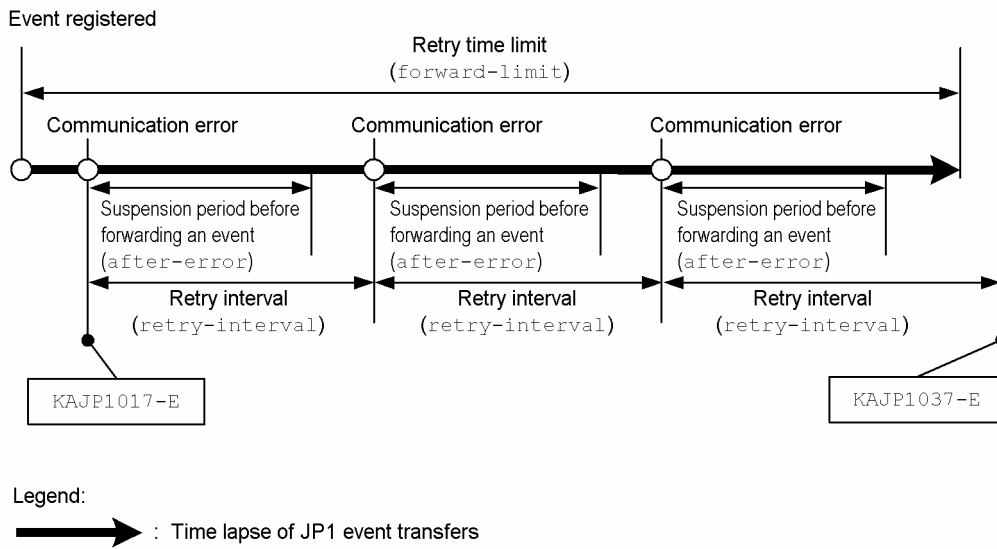 Event registered
Retry time limit
(forward-limit)
Communication error
Communication error
Communication error
Suspension period before
forwarding an event
(after-error)
Suspension period before
forwarding an event
(after-error)
Suspension period before
forwarding an event
(after-error)
Retry interval
(retry-interval)
Retry interval
(retry-interval)
Retry interval
(retry-interval)
KAJP1017-E
KAJP1037-E
Legend:
: Time lapse of JP1 event transfers